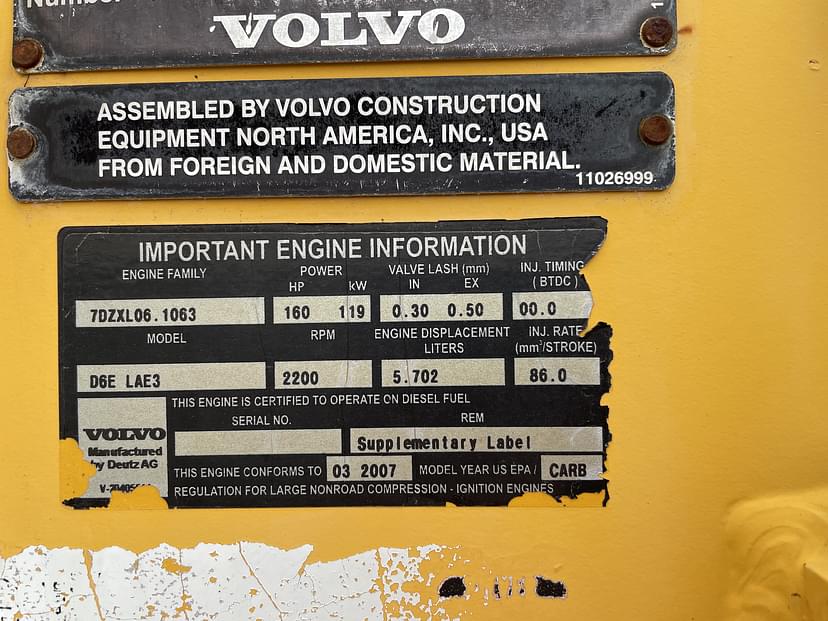 Number
VOLVO
ASSEMBLED BY VOLVO CONSTRUCTION
EQUIPMENT NORTH AMERICA, INC., USA
FROM FOREIGN AND DOMESTIC MATERIAL.
11026999
IMPORTANT ENGINE INFORMATION
ENGINE FAMILY POWER VALVE LASH (mm) INJ. TIMING
HP kW IN EX (BTDC)
7DZXL06.1063 160 119 0.30 0.50 00.0
MODEL RPM ENGINE DISPLACEMENT INJ. RATE
LITERS (mm³/STROKE)
D6E LAE3 2200 5.702 86.0
THIS ENGINE IS CERTIFIED TO OPERATE ON DIESEL FUEL
SERIAL NO. REM
VOLVO
Manufactured
by Deutz AG
Supplementary Label
THIS ENGINE CONFORMS TO 03 2007 MODEL YEAR US EPA / CARB
REGULATION FOR LARGE NONROAD COMPRESSION - IGNITION ENGINES